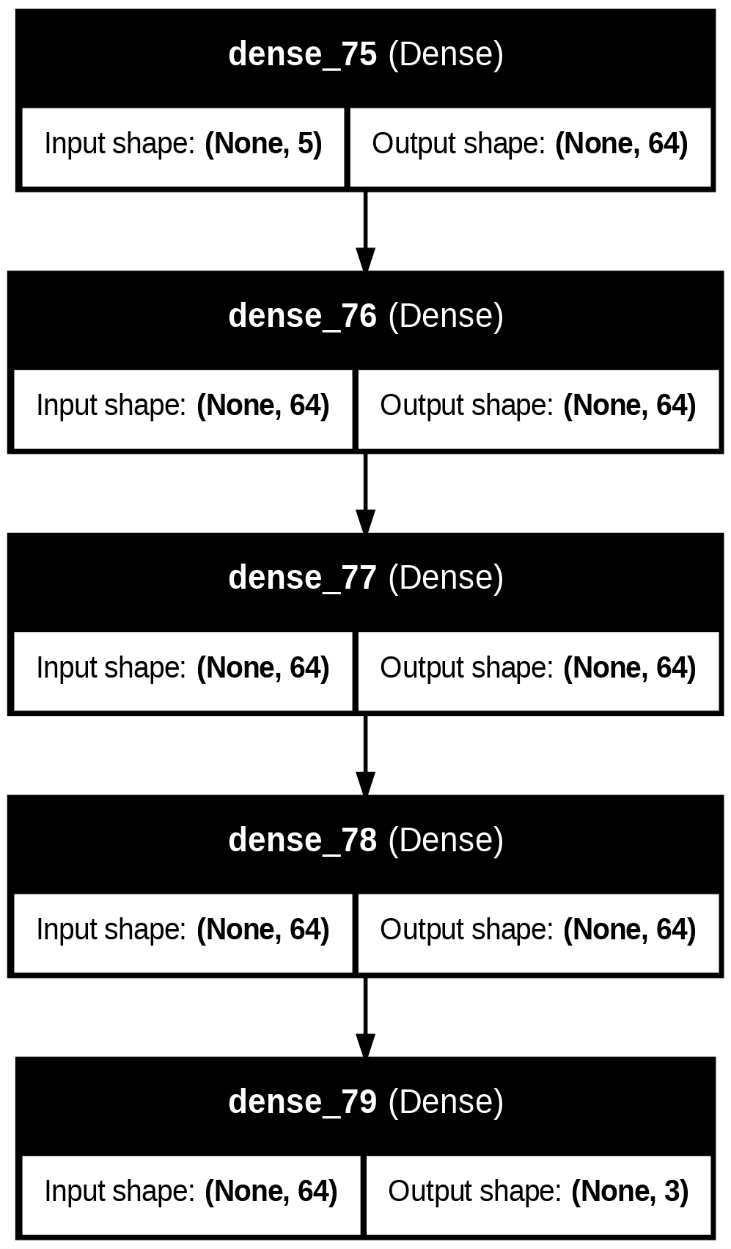 dense_75 (Dense)
Input shape: (None, 5) Output shape: (None, 64)
dense_76 (Dense)
Input shape: (None, 64) Output shape: (None, 64)
dense_77 (Dense)
Input shape: (None, 64) Output shape: (None, 64)
dense_78 (Dense)
Input shape: (None, 64) Output shape: (None, 64)
dense_79 (Dense)
Input shape: (None, 64) Output shape: (None, 3)